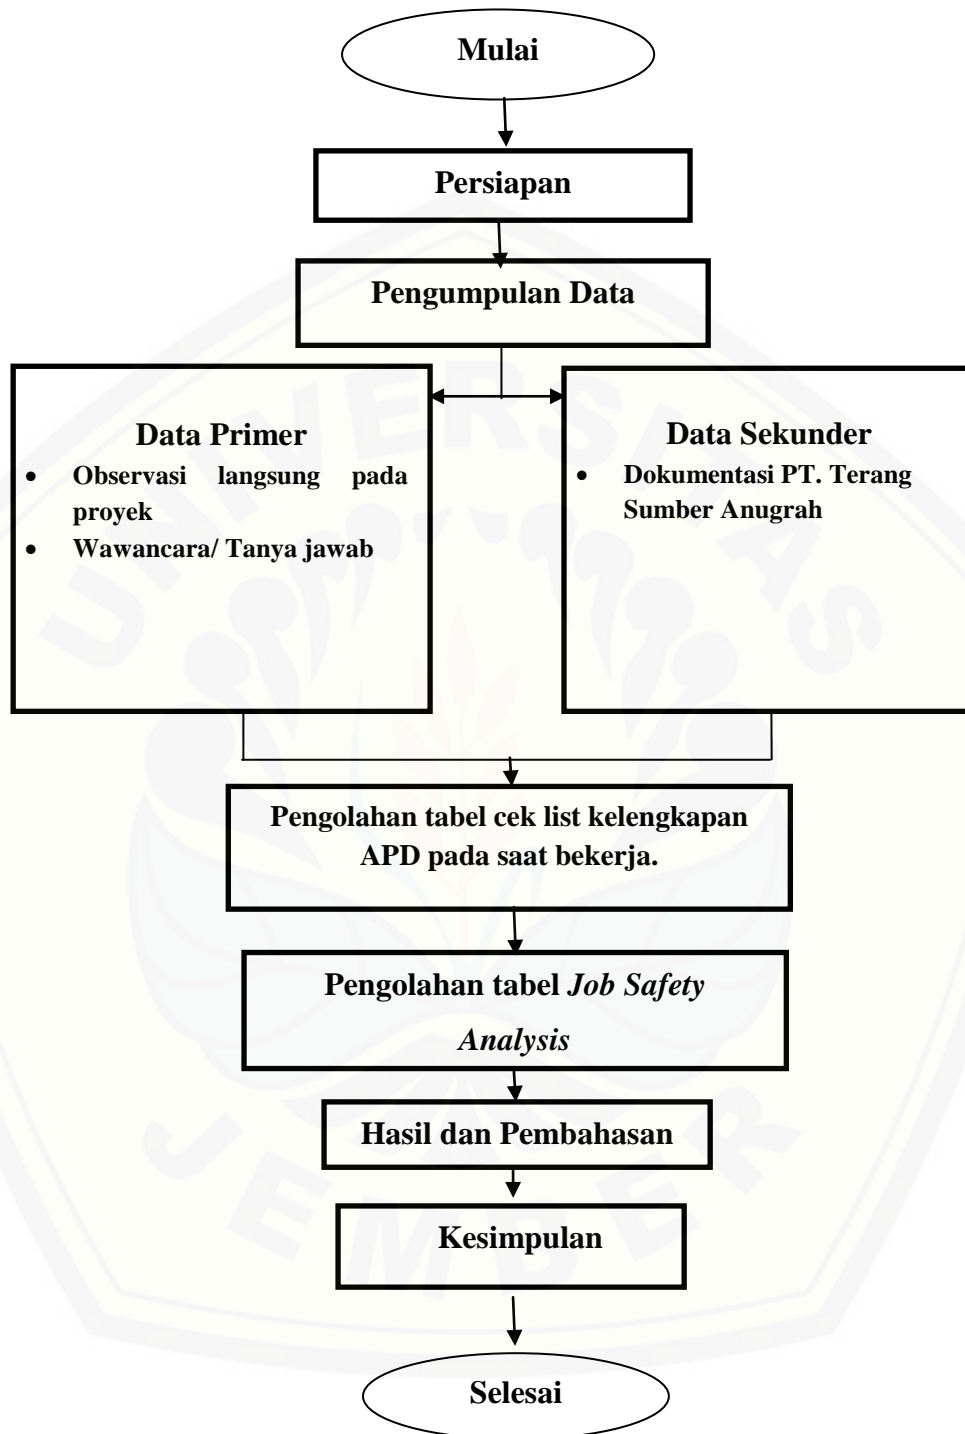 Mulai
Persiapan
Pengumpulan Data
Data Primer
• Observasi langsung pada
proyek
• Wawancara/ Tanya jawab
Data Sekunder
• Dokumentasi PT. Terang
Sumber Anugrah
Pengolahan tabel cek list kelengkapan
APD pada saat bekerja.
Pengolahan tabel Job Safety
Analysis
Hasil dan Pembahasan
Kesimpulan
Selesai
UNIVERSITAS
JEMBER